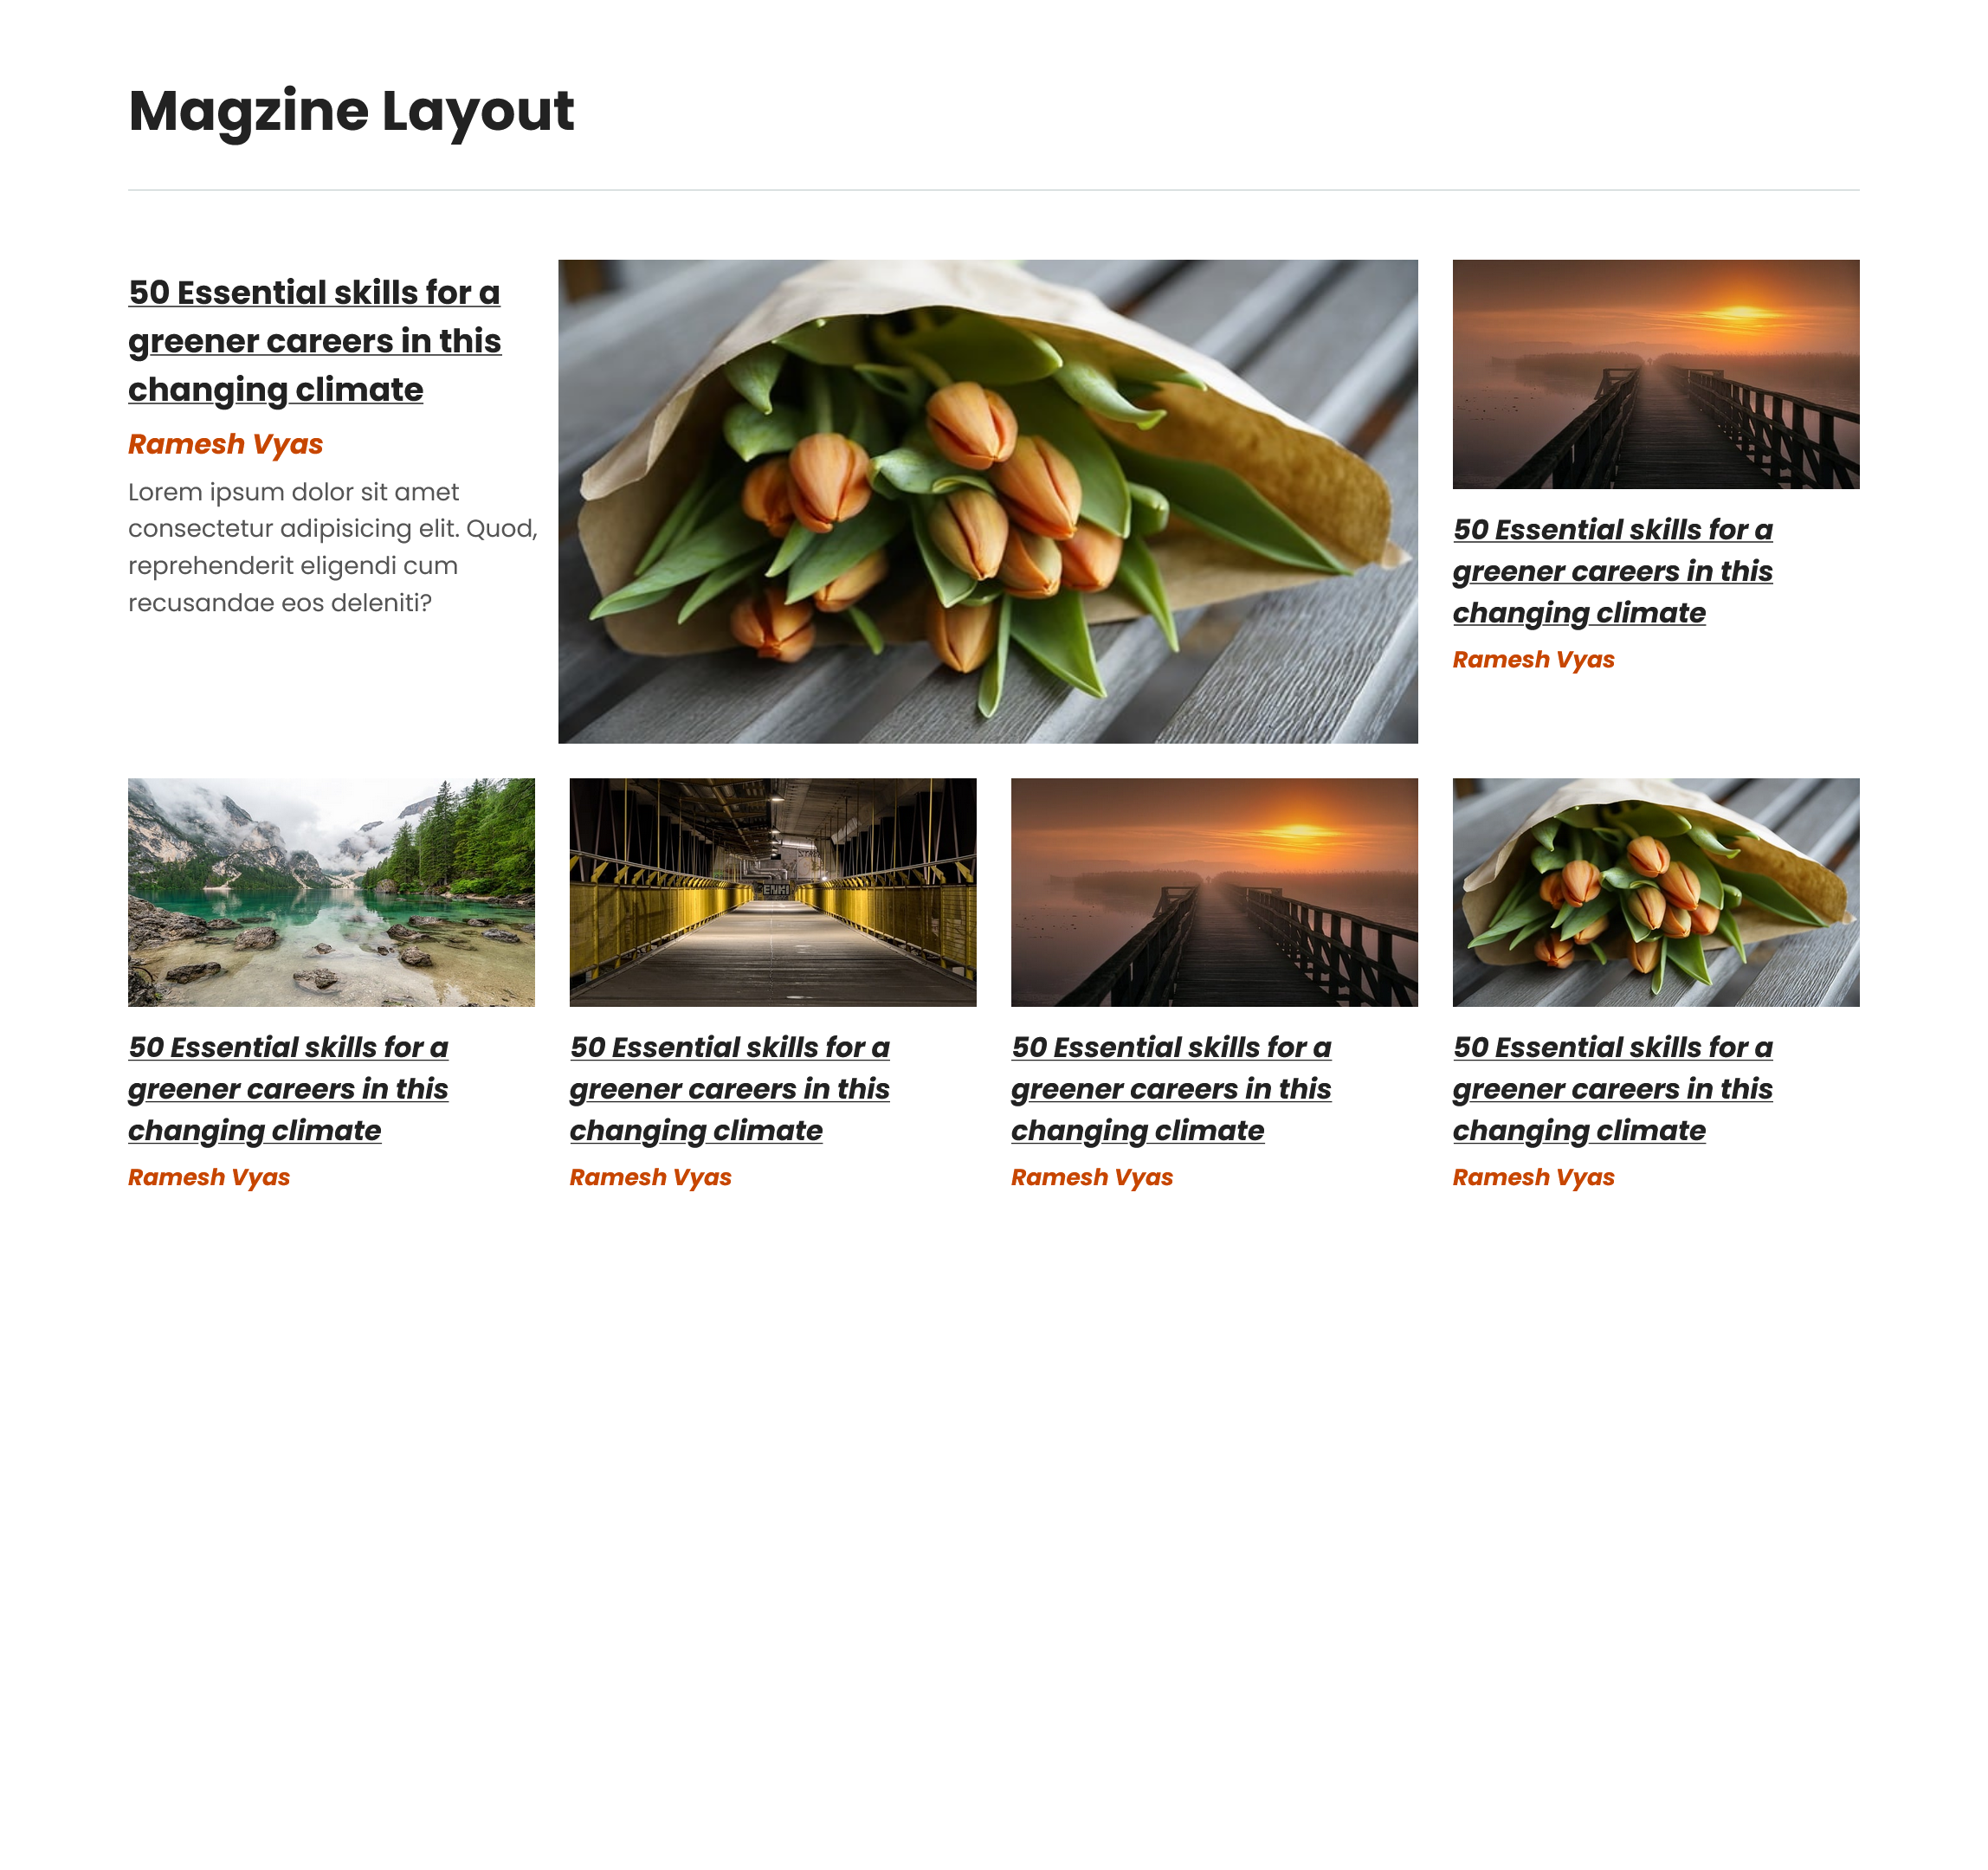 Magzine Layout
50 Essential skills for a
greener careers in this
changing climate
Ramesh Vyas
Lorem ipsum dolor sit amet
consectetur adipisicing elit. Quod,
reprehenderit eligendi cum
recusandae eos deleniti?
50 Essential skills for a
greener careers in this
changing climate
Ramesh Vyas
50 Essential skills for a
greener careers in this
changing climate
Ramesh Vyas
50 Essential skills for a
greener careers in this
changing climate
Ramesh Vyas
50 Essential skills for a
greener careers in this
changing climate
Ramesh Vyas
50 Essential skills for a
greener careers in this
changing climate
Ramesh Vyas